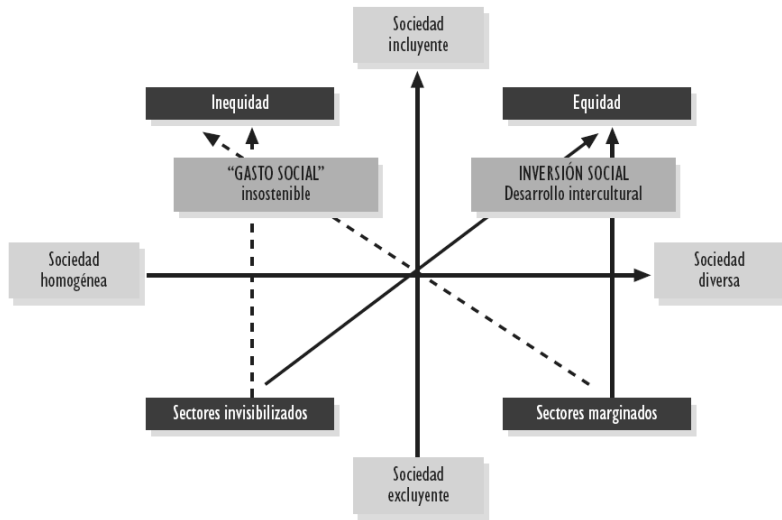 Sociedad
incluyente
Inequidad
Equidad
“GASTO SOCIAL”
insostenible
INVERSIÓN SOCIAL
Desarrollo intercultural
Sociedad
homogénea
Sociedad
diversa
Sectores invisibilizados
Sectores marginados
Sociedad
excluyente